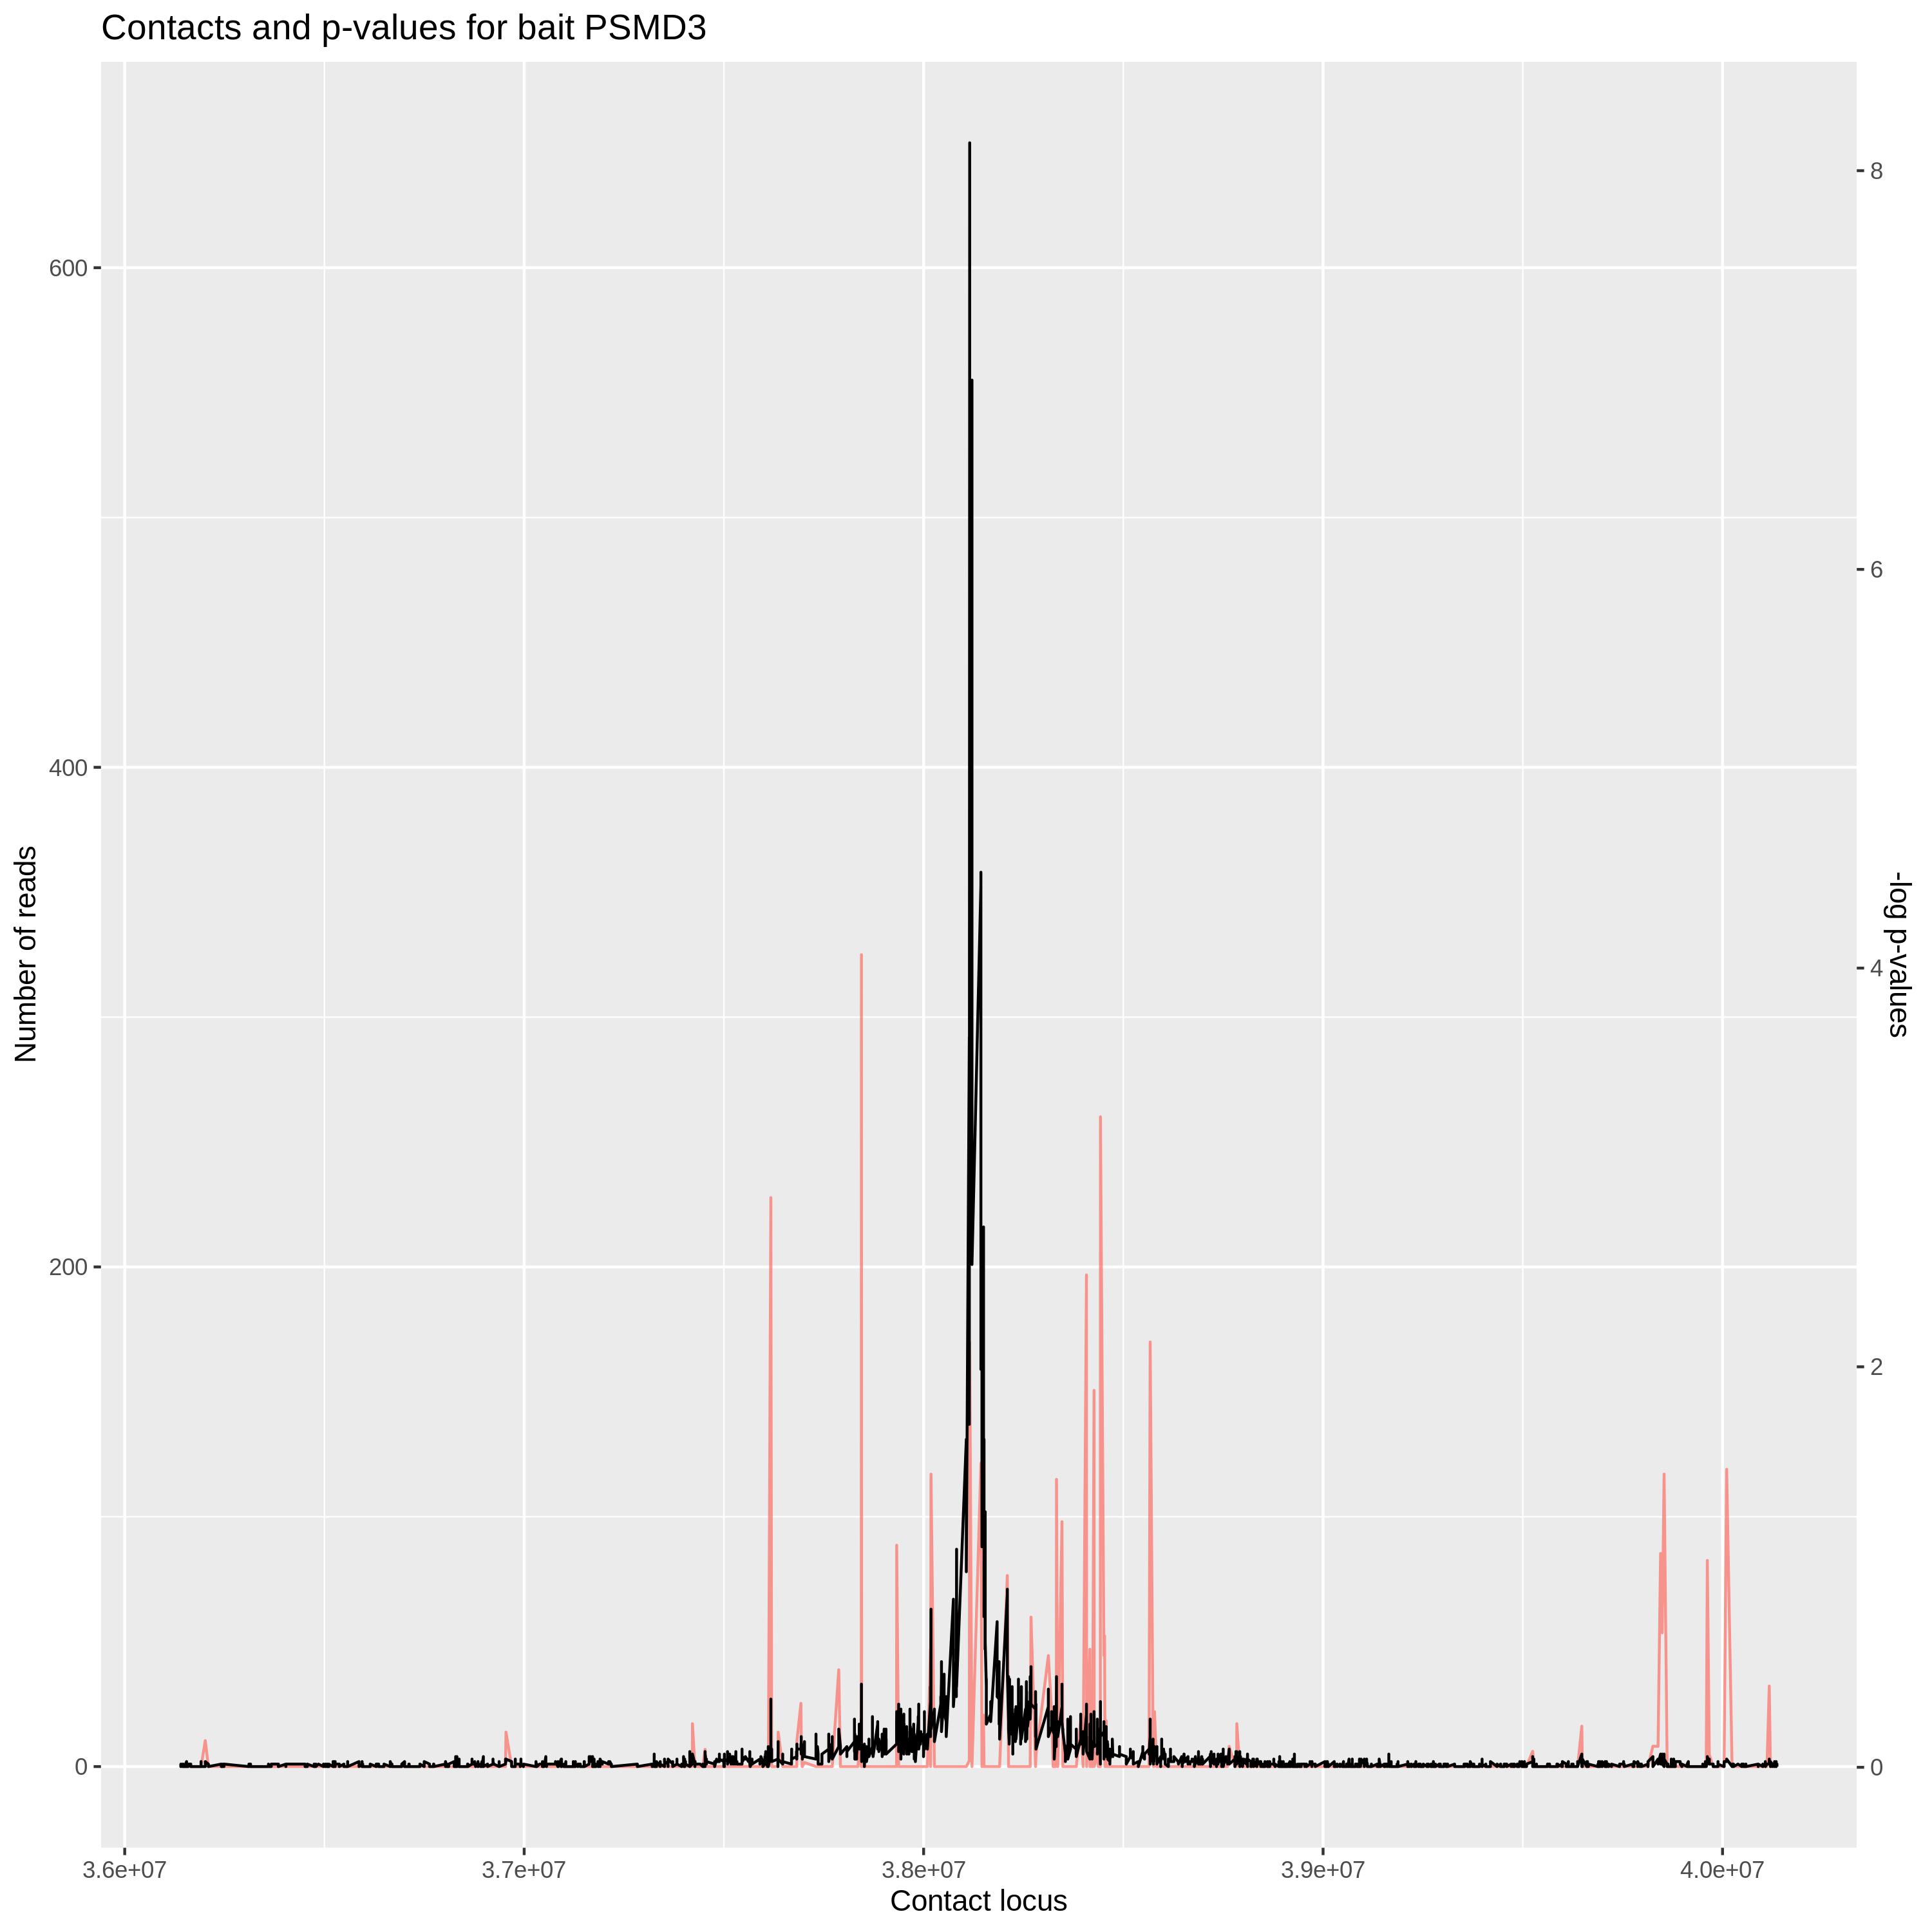 Contacts and p-values for bait PSMD3
600
400
200
0
Number of reads
8
6
4
2
0
-log p-values
3.6e+07
3.7e+07
3.8e+07
3.9e+07
4.0e+07
Contact locus